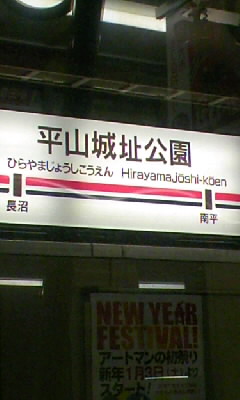 平山城址公園
ひらやまじょうしこうえん HirayamaJōshi-kōen
長沼
南平
NEW YEAR
FESTIVAL!
アートマンの初祭り
新年1月3日
スタート!